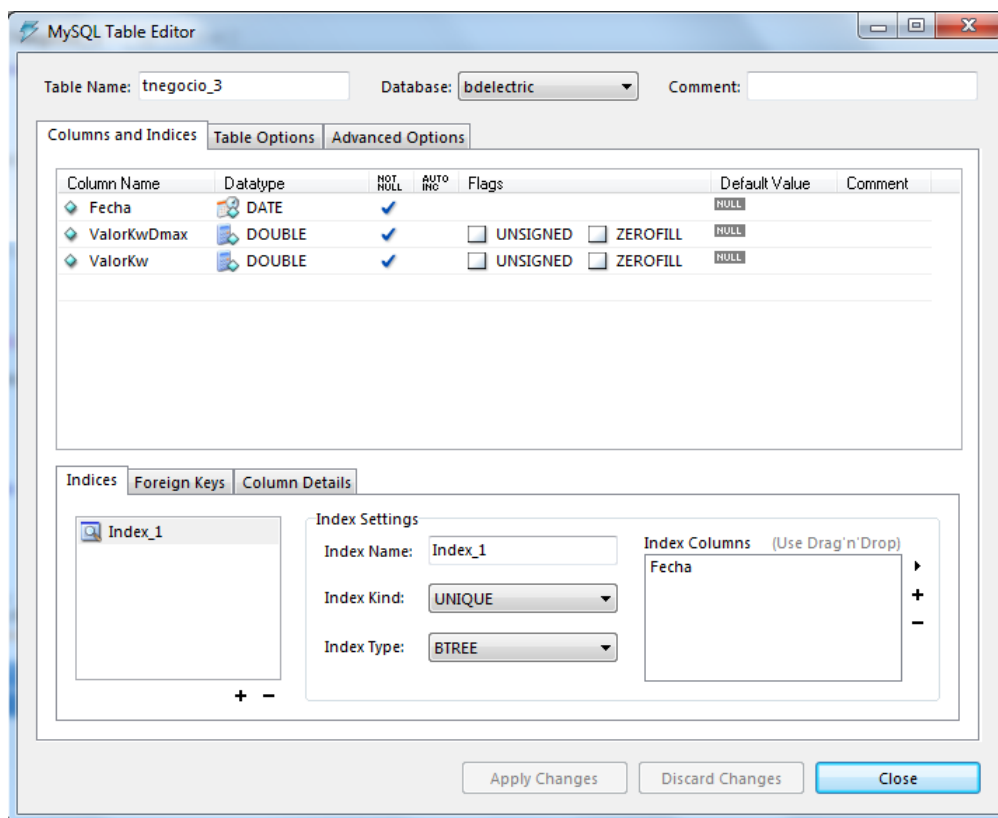 MySQL Table Editor
Table Name: tnegocio_3 Database: bdelectric Comment:
Columns and Indices Table Options Advanced Options
Column Name Datatype NOT NULL AUTO INC Flags Default Value Comment
Fecha DATE NULL
ValorKwDmax DOUBLE UNSIGNED ZEROFILL NULL
ValorKw DOUBLE UNSIGNED ZEROFILL NULL
Indices Foreign Keys Column Details
Index_1
Index Settings
Index Name: Index_1
Index Kind: UNIQUE
Index Type: BTREE
Index Columns (Use Drag'n'Drop)
Fecha
Apply Changes Discard Changes Close